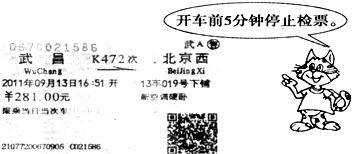 开车前5分钟停止检票。
0670021586
武A 售
武 昌 K472次 北京西
WuChang BeiJingXi
2011年09月13日16:51开 13车019号下铺
¥281.00元 新空调硬卧
限乘当日当次车
21077200670906 C021586